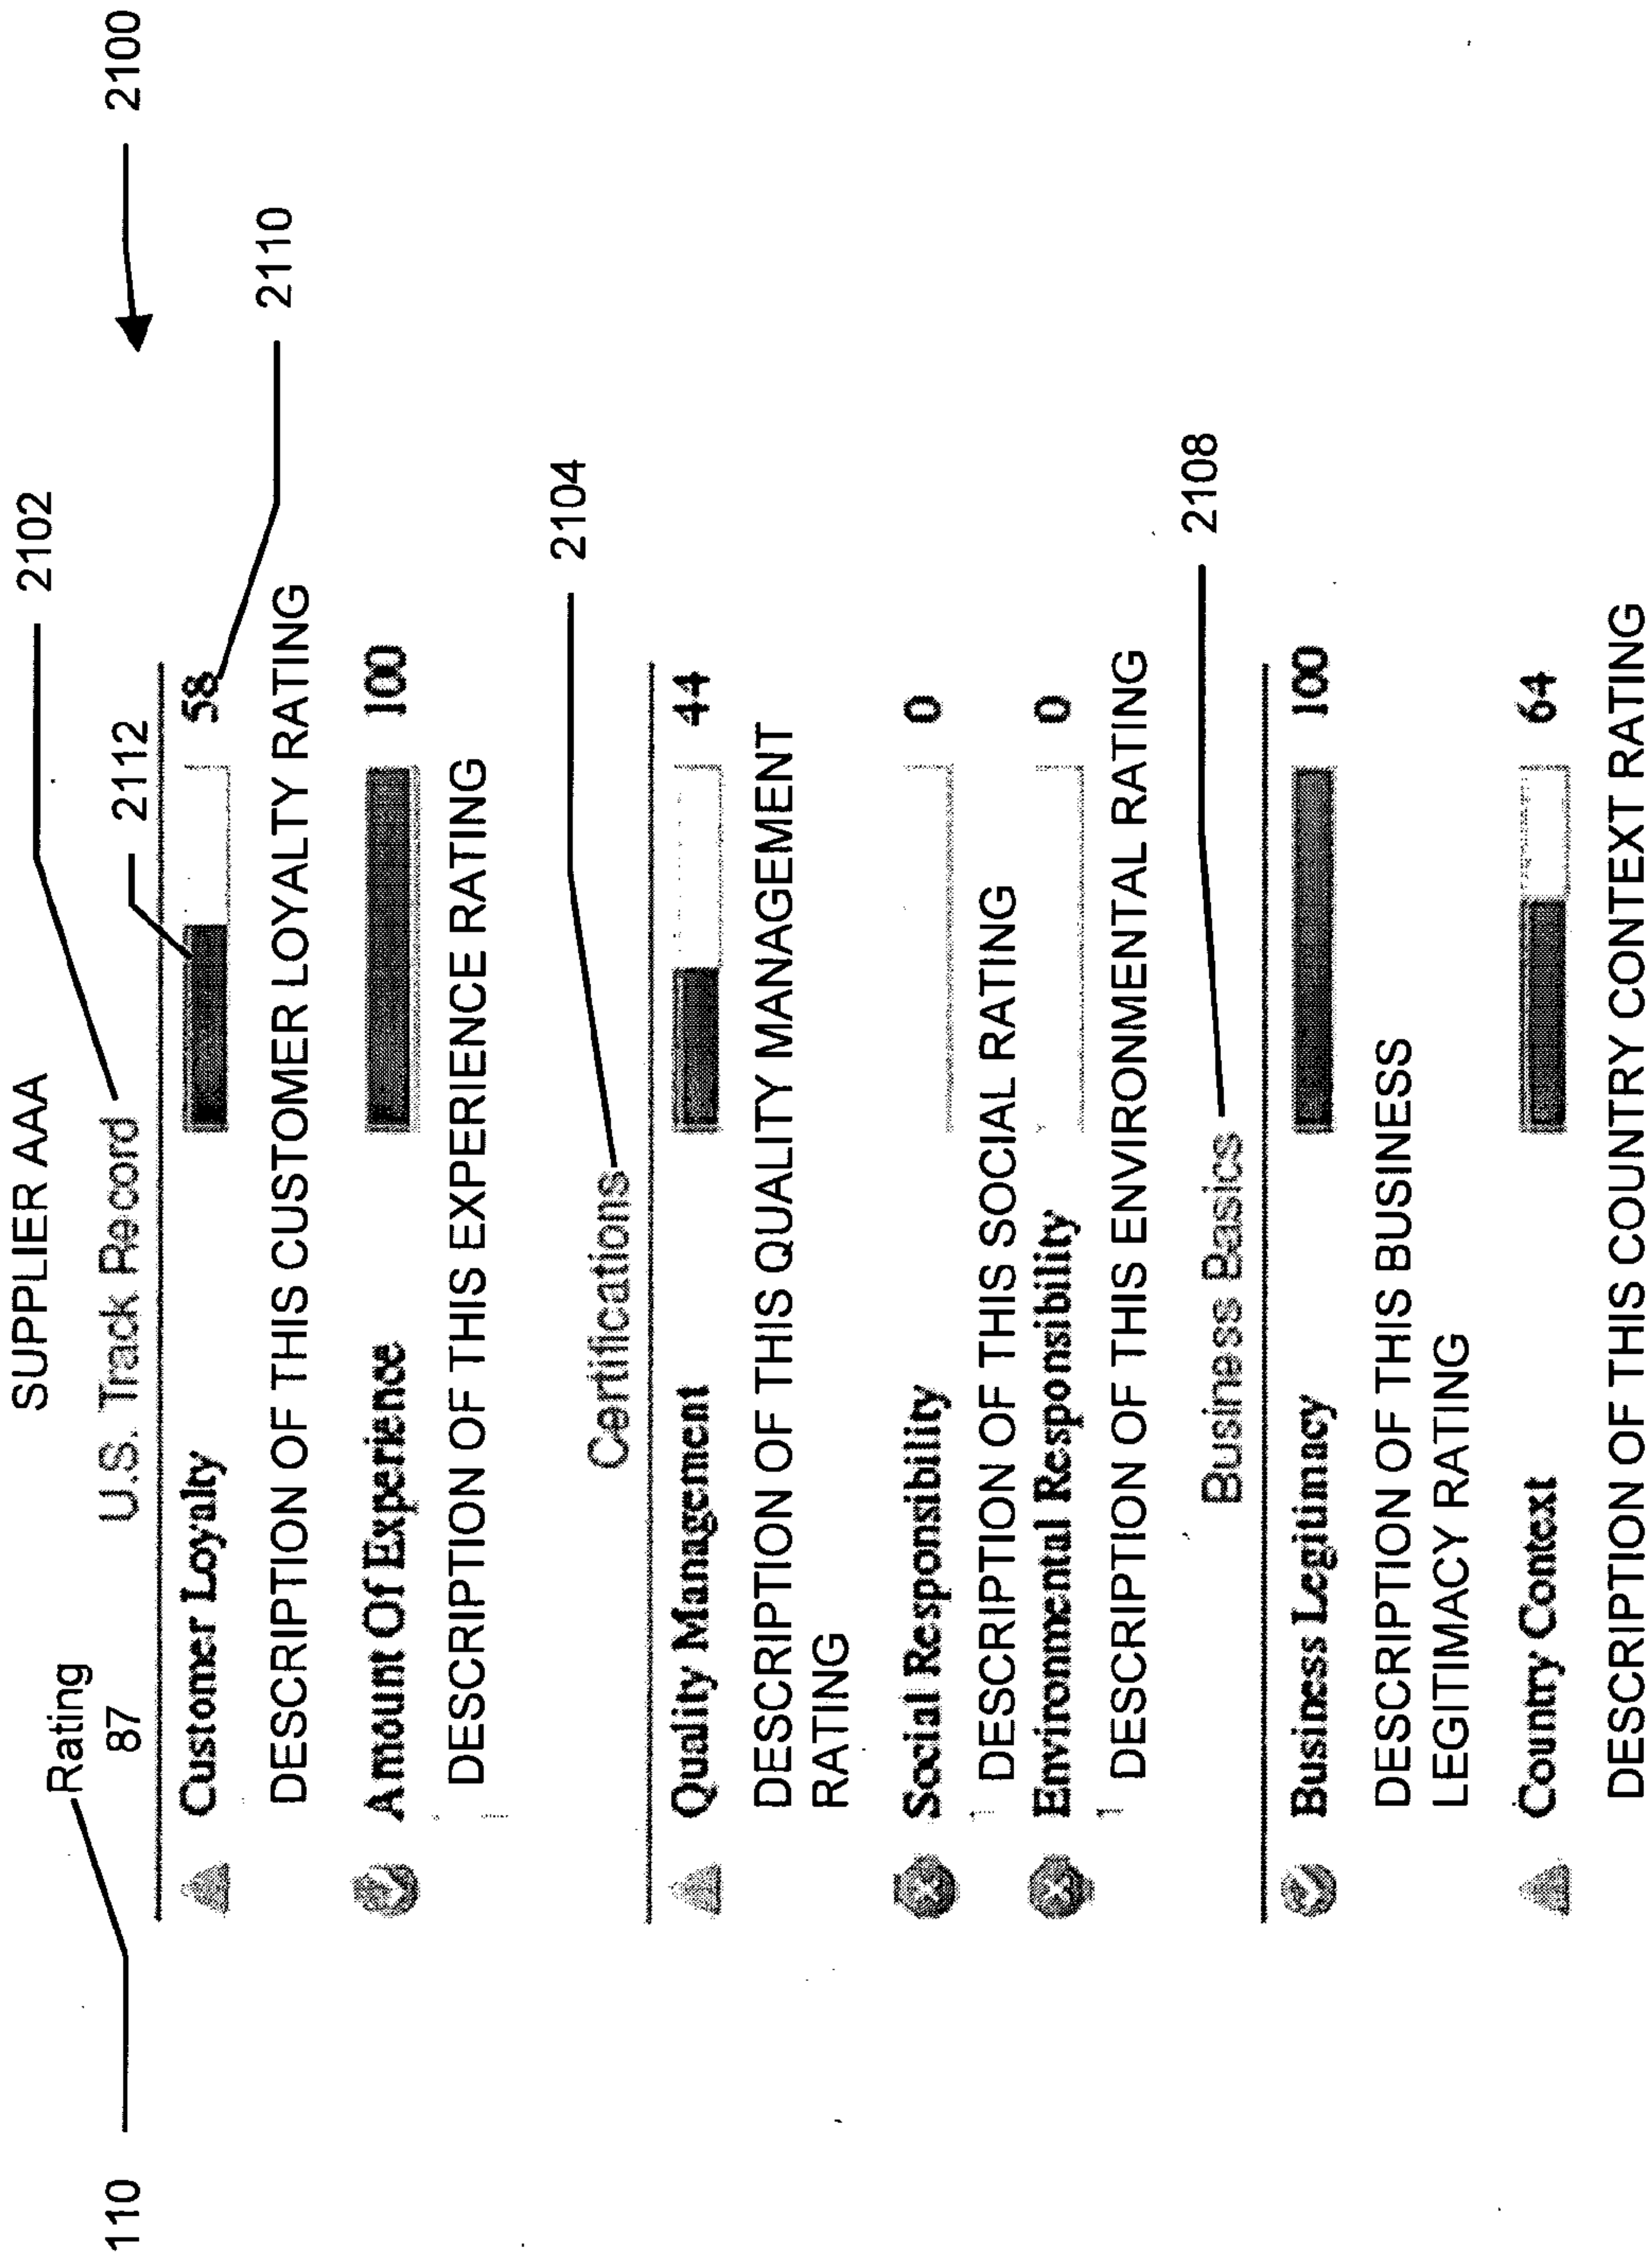 SUPPLIER AAA
2102
2100
110
Rating
87
U.S. Track Record
2112
Customer Loyalty 58
2110
DESCRIPTION OF THIS CUSTOMER LOYALTY RATING
Amount Of Experience 100
DESCRIPTION OF THIS EXPERIENCE RATING
Certifications
2104
Quality Management 44
DESCRIPTION OF THIS QUALITY MANAGEMENT
RATING
Social Responsibility 0
DESCRIPTION OF THIS SOCIAL RATING
Environmental Responsibility 0
DESCRIPTION OF THIS ENVIRONMENTAL RATING
Business Basics
2108
Business Legitimacy 100
DESCRIPTION OF THIS BUSINESS
LEGITIMACY RATING
Country Context 64
DESCRIPTION OF THIS COUNTRY CONTEXT RATING